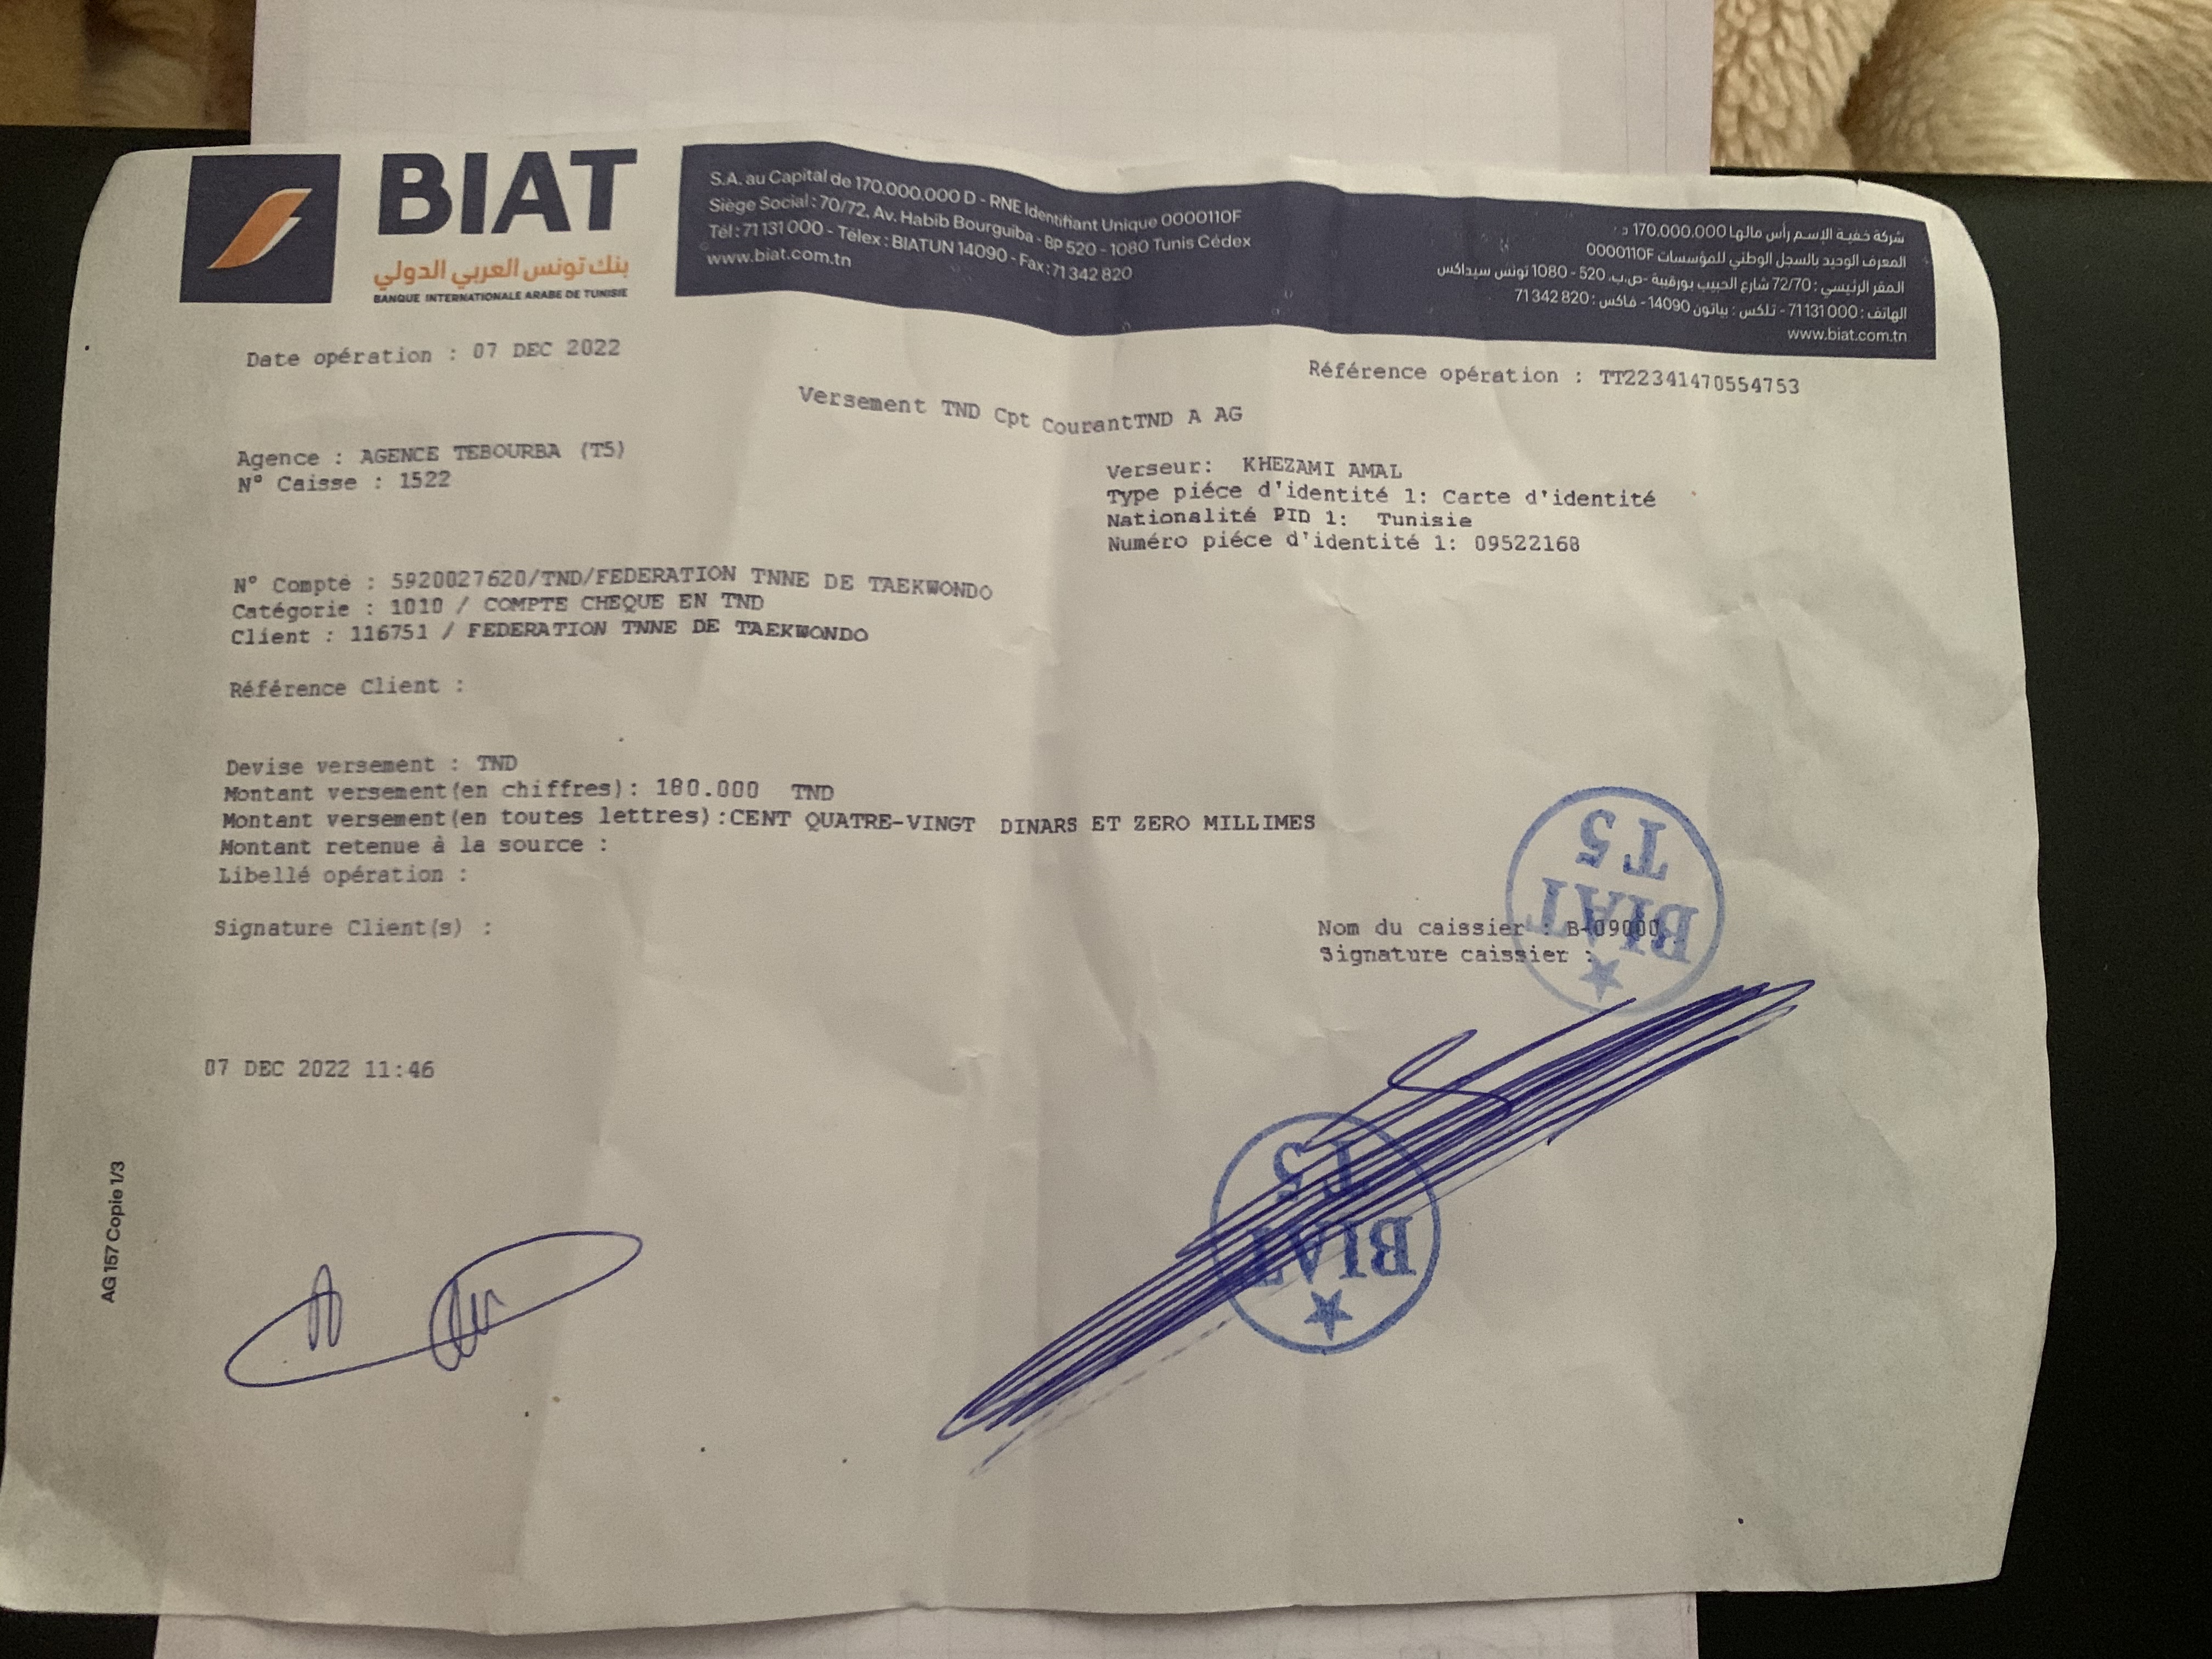 BIAT
بنك تونس العربي الدولي
BANQUE INTERNATIONALE ARABE DE TUNISIE
S.A. au Capital de 170.000.000 D - RNE Identifiant Unique 0000110F
Siège Social : 70/72, Av. Habib Bourguiba - Bp 520 - 1080 Tunis Cédex
Tél : 71 131 000 - Télex : BIATUN 14090 - Fax : 71 342 820
www.biat.com.tn
شركة خفية الإسم رأس مالها 170.000.000 د
المعرف الوحيد بالسجل الوطني للمؤسسات 0000110F
المقر الرئيسي : 72/70 شارع الحبيب بورقيبة -ص.ب. 520 - 1080 تونس سيداكس
الهاتف : 71131 000 - تلكس : بياتون 14090 - فاكس : 71 342 820
www.biat.com.tn
Date opération : 07 DEC 2022
Référence opération : TT22341470554753
Versement TND Cpt CourantTND A AG
Agence : AGENCE TEBOURBA (T5)
N° Caisse : 1522
Verseur: KHEZAMI AMAL
Type piéce d'identité 1: Carte d'identité
Nationalité PID 1: Tunisie
Numéro piéce d'identité 1: 09522168
N° Compte : 5920027620/TND/FEDERATION TNNE DE TAEKWONDO
Catégorie : 1010 / COMPTE CHEQUE EN TND
Client : 116751 / FEDERATION TNNE DE TAEKWONDO
Référence Client :
Devise versement : TND
Montant versement(en chiffres): 180.000 TND
Montant versement(en toutes lettres):CENT QUATRE-VINGT DINARS ET ZERO MILLIMES
Montant retenue à la source :
Libellé opération :
Signature Client(s) :
Nom du caissier : B-09000
Signature caissier :
BIAT
T5
07 DEC 2022 11:46
BIAT
T5
AG 157 Copie 1/3